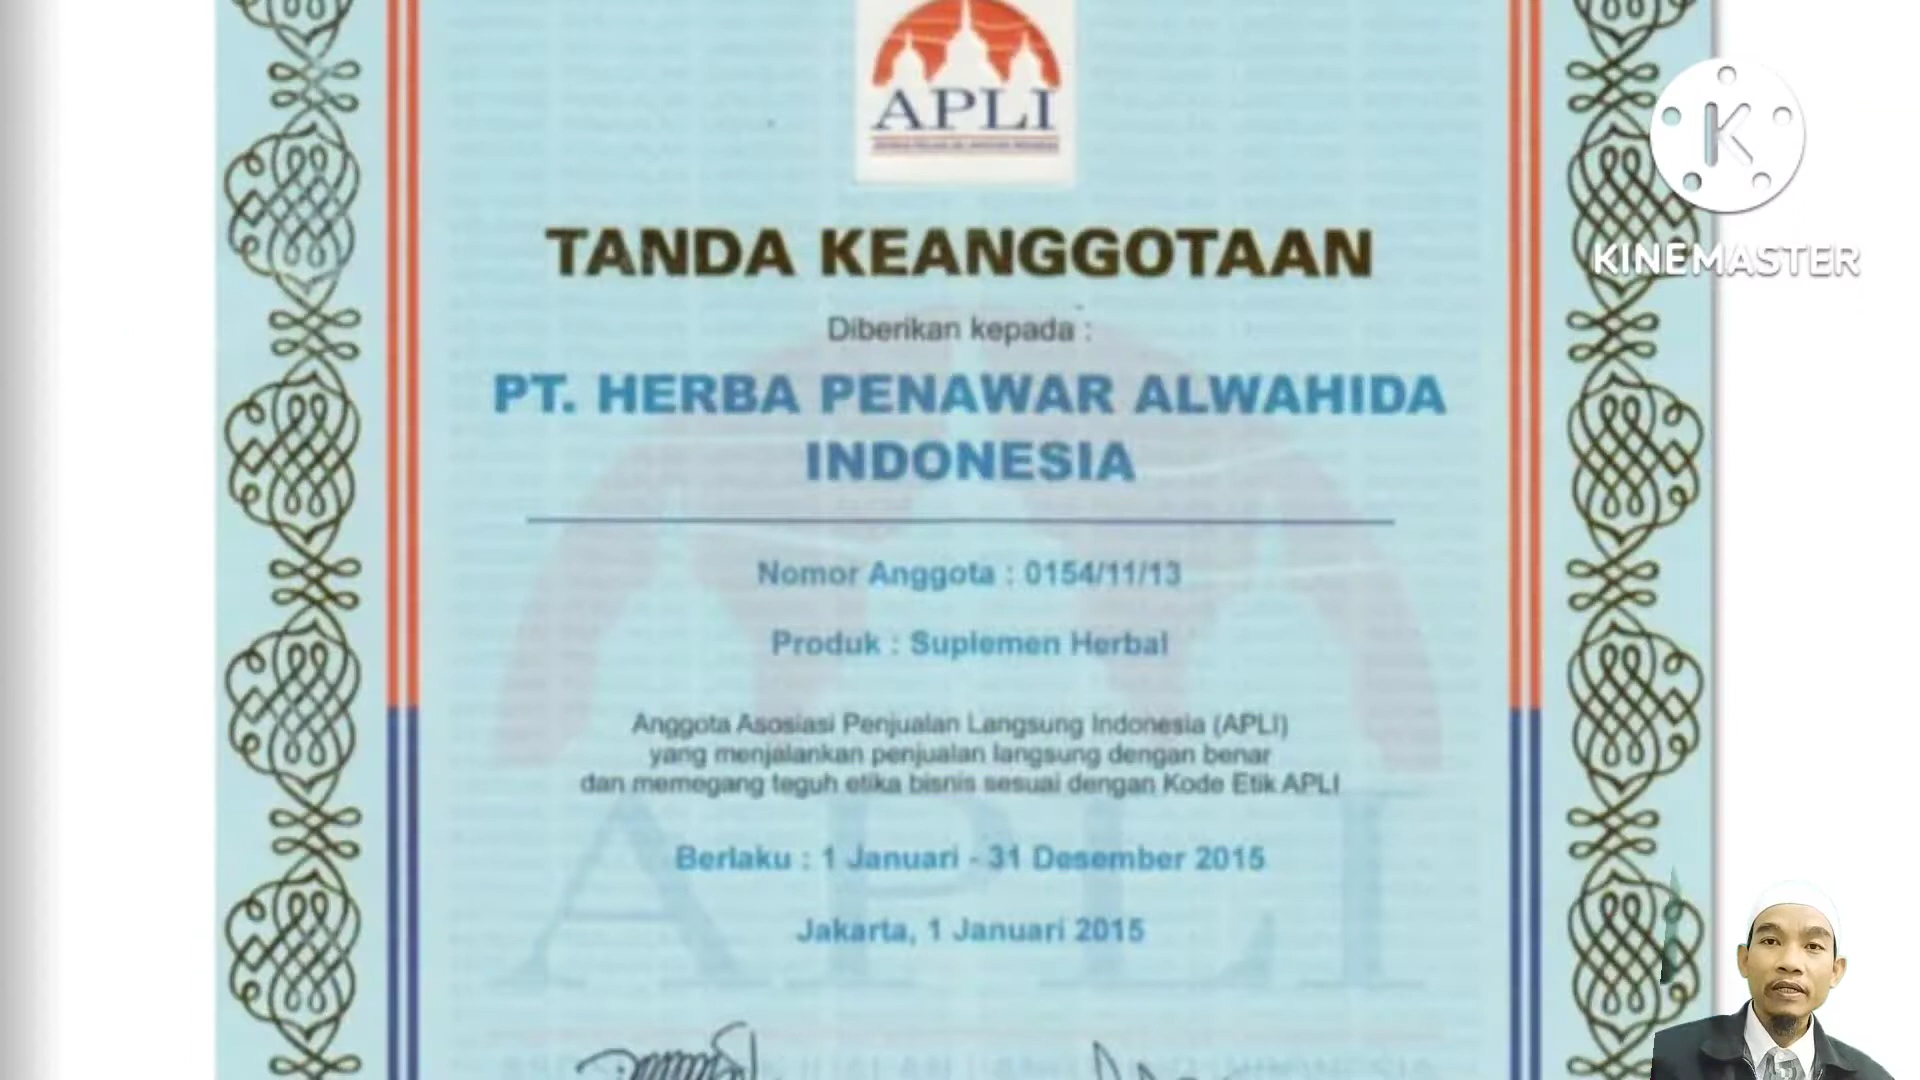 APLI
K
KINEMASTER
TANDA KEANGGOTAAN
Diberikan kepada :
PT. HERBA PENAWAR ALWAHIDA
INDONESIA
Nomor Anggota : 0154/11/13
Produk : Suplemen Herbal
Anggota Asosiasi Penjualan Langsung Indonesia (APLI)
yang menjalankan penjualan langsung dengan benar
dan memegang teguh etika bisnis sesuai dengan Kode Etik APLI
Berlaku : 1 Januari - 31 Desember 2015
Jakarta, 1 Januari 2015
APLI